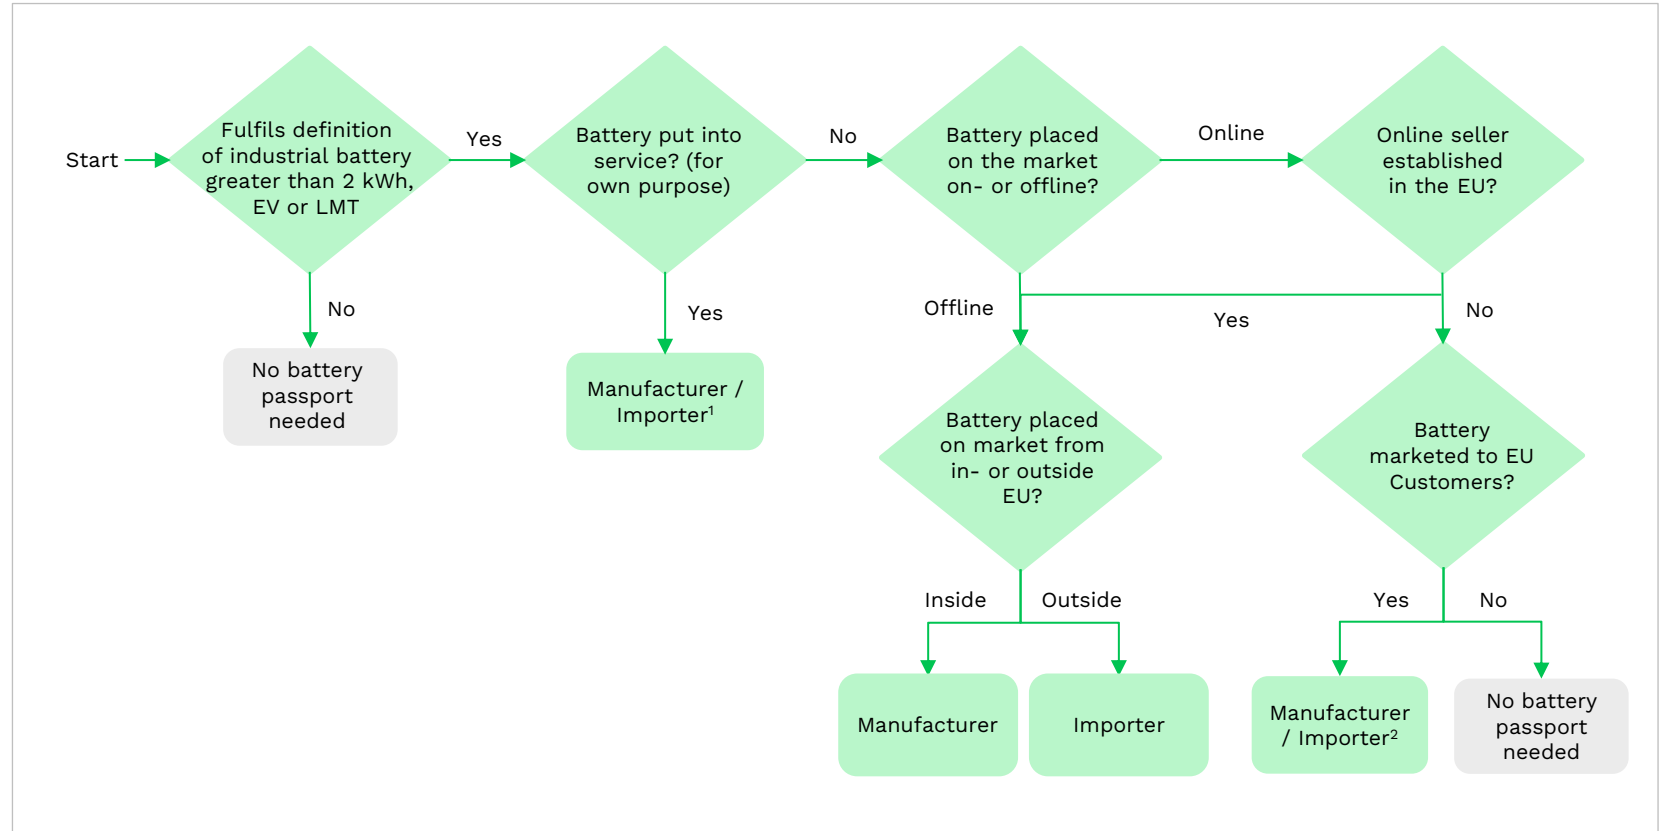 Start
Fulfils definition
of industrial battery
greater than 2 kWh,
EV or LMT
Yes
Battery put into
service? (for
own purpose)
No
Battery placed
on the market
on- or offline?
Online
Online seller
established
in the EU?
No
Yes
Offline
Yes
No
No battery
passport
needed
Manufacturer /
Importer¹
Battery placed
on market from
in- or outside
EU?
Battery
marketed to EU
Customers?
Inside
Outside
Yes
No
Manufacturer
Importer
Manufacturer
/ Importer²
No battery
passport
needed